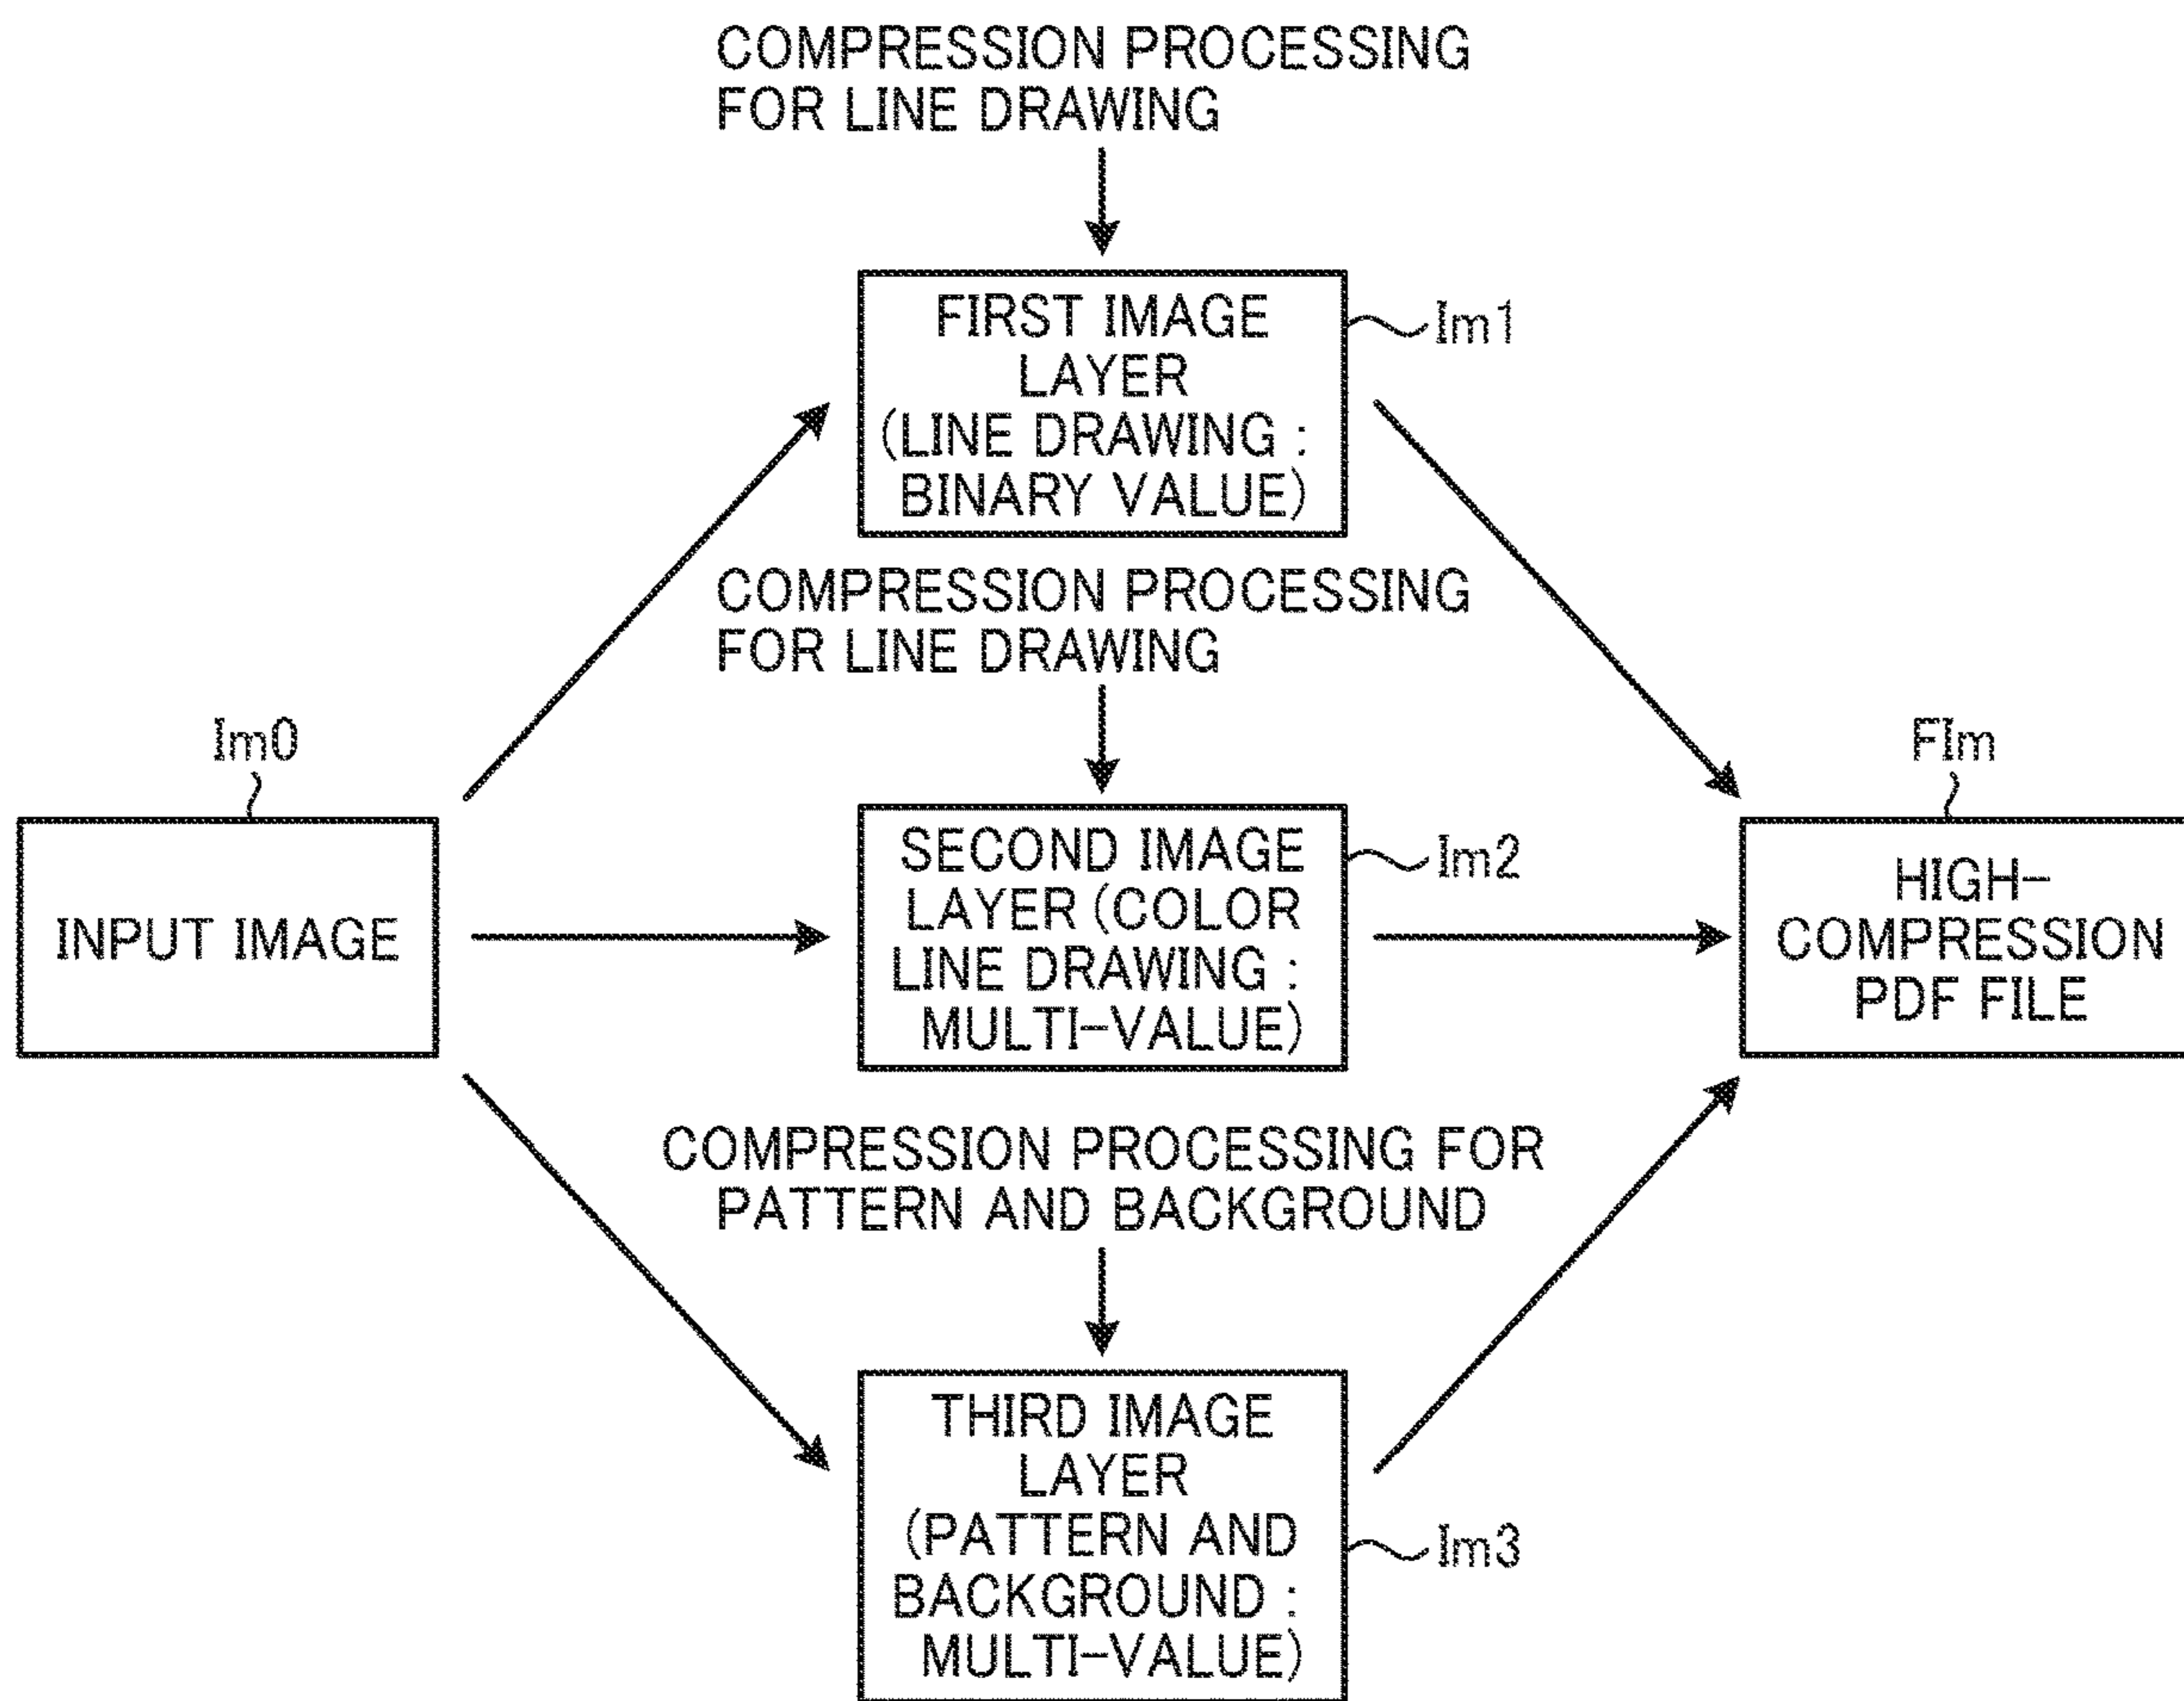 COMPRESSION PROCESSING
FOR LINE DRAWING
FIRST IMAGE
LAYER
(LINE DRAWING :
BINARY VALUE)
Im1
COMPRESSION PROCESSING
FOR LINE DRAWING
Im0
INPUT IMAGE
SECOND IMAGE
LAYER (COLOR
LINE DRAWING :
MULTI-VALUE)
Im2
FIm
HIGH-
COMPRESSION
PDF FILE
COMPRESSION PROCESSING FOR
PATTERN AND BACKGROUND
THIRD IMAGE
LAYER
(PATTERN AND
BACKGROUND :
MULTI-VALUE)
Im3